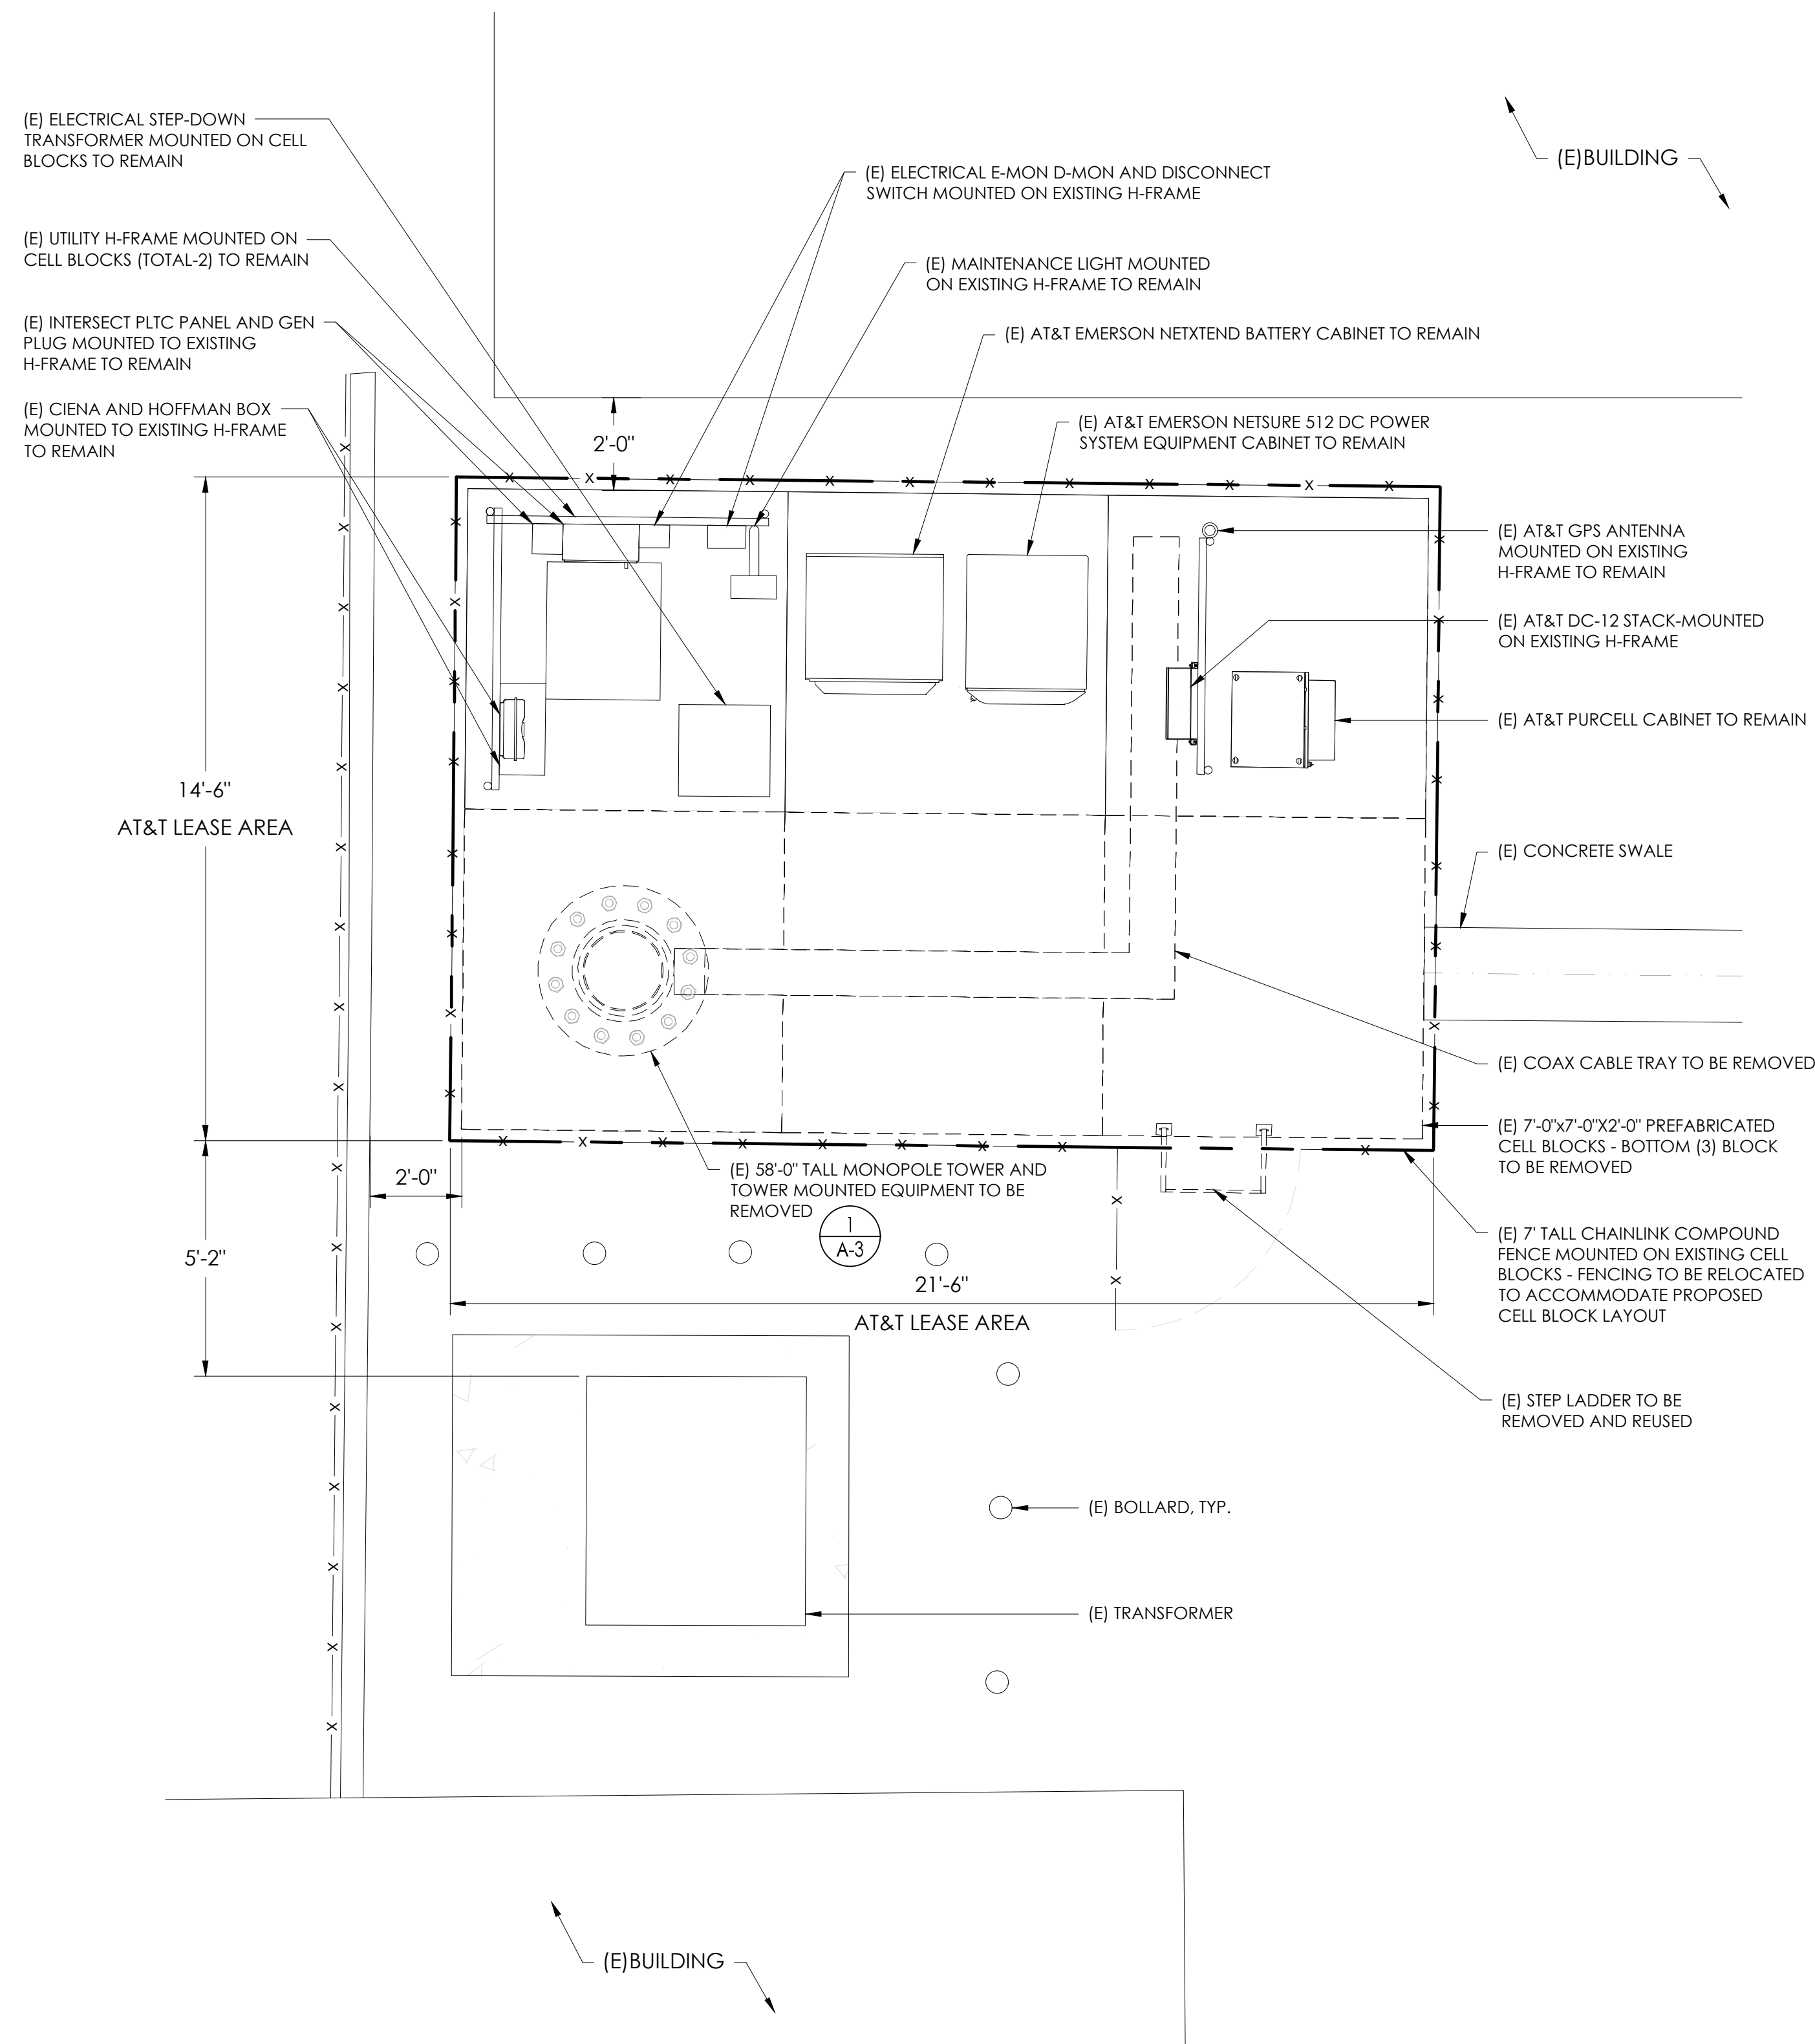 (E) ELECTRICAL STEP-DOWN
TRANSFORMER MOUNTED ON CELL
BLOCKS TO REMAIN
(E) UTILITY H-FRAME MOUNTED ON
CELL BLOCKS (TOTAL-2) TO REMAIN
(E) INTERSECT PLTC PANEL AND GEN
PLUG MOUNTED TO EXISTING
H-FRAME TO REMAIN
(E) CIENA AND HOFFMAN BOX
MOUNTED TO EXISTING H-FRAME
TO REMAIN
(E) ELECTRICAL E-MON D-MON AND DISCONNECT
SWITCH MOUNTED ON EXISTING H-FRAME
(E) MAINTENANCE LIGHT MOUNTED
ON EXISTING H-FRAME TO REMAIN
(E) AT&T EMERSON NETXTEND BATTERY CABINET TO REMAIN
(E) AT&T EMERSON NETSURE 512 DC POWER
SYSTEM EQUIPMENT CABINET TO REMAIN
(E)BUILDING
2'-0"
(E) AT&T GPS ANTENNA
MOUNTED ON EXISTING
H-FRAME TO REMAIN
(E) AT&T DC-12 STACK-MOUNTED
ON EXISTING H-FRAME
(E) AT&T PURCELL CABINET TO REMAIN
14'-6"
AT&T LEASE AREA
(E) CONCRETE SWALE
(E) COAX CABLE TRAY TO BE REMOVED
(E) 7'-0"x7'-0"X2'-0" PREFABRICATED
CELL BLOCKS - BOTTOM (3) BLOCK
TO BE REMOVED
(E) 58'-0" TALL MONOPOLE TOWER AND
TOWER MOUNTED EQUIPMENT TO BE
REMOVED
1
A-3
2'-0"
5'-2"
21'-6"
AT&T LEASE AREA
(E) 7' TALL CHAINLINK COMPOUND
FENCE MOUNTED ON EXISTING CELL
BLOCKS - FENCING TO BE RELOCATED
TO ACCOMMODATE PROPOSED
CELL BLOCK LAYOUT
(E) STEP LADDER TO BE
REMOVED AND REUSED
(E) BOLLARD, TYP.
(E) TRANSFORMER
(E)BUILDING